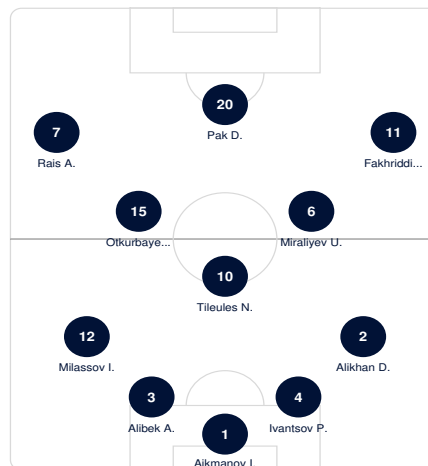 20
Pak D.
7
Rais A.
11
Fakhriddi...
15
Otkurbaye...
6
Miraliyev U.
10
Tileules N.
12
Milassov I.
2
Alikhan D.
3
Alibek A.
4
Ivantsov P.
1
Aikmanov I.